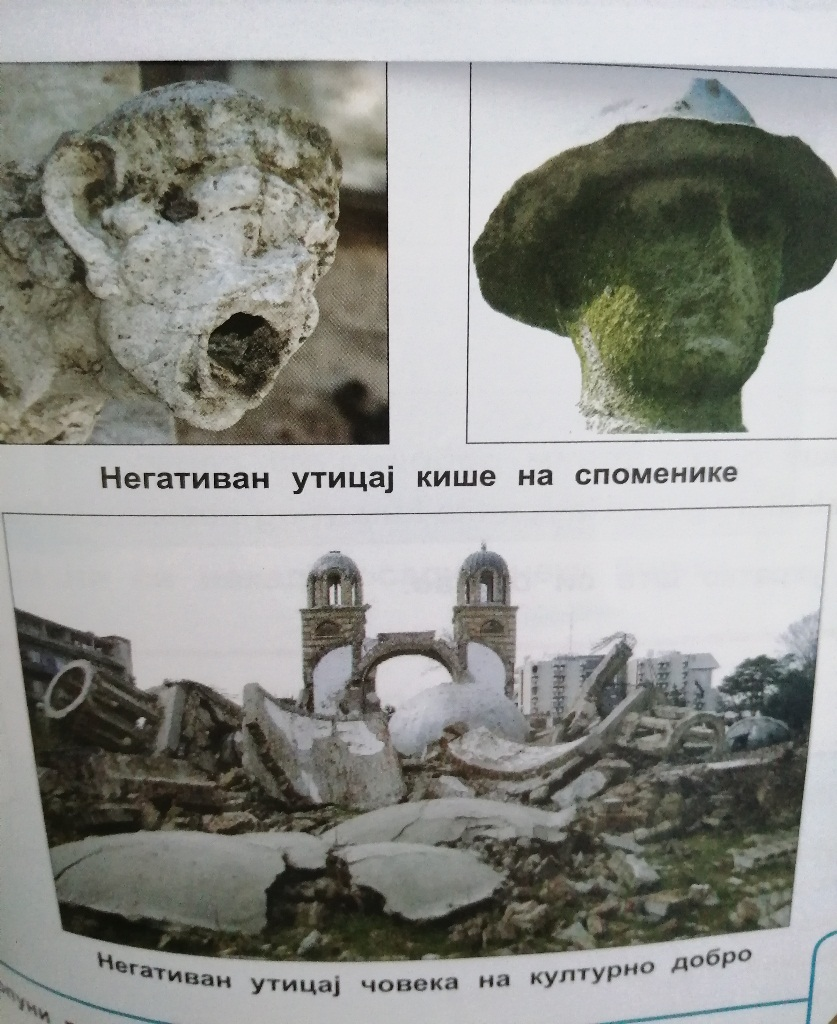 Негативан утицај кише на споменике
Негативан утицај човека на културно добро